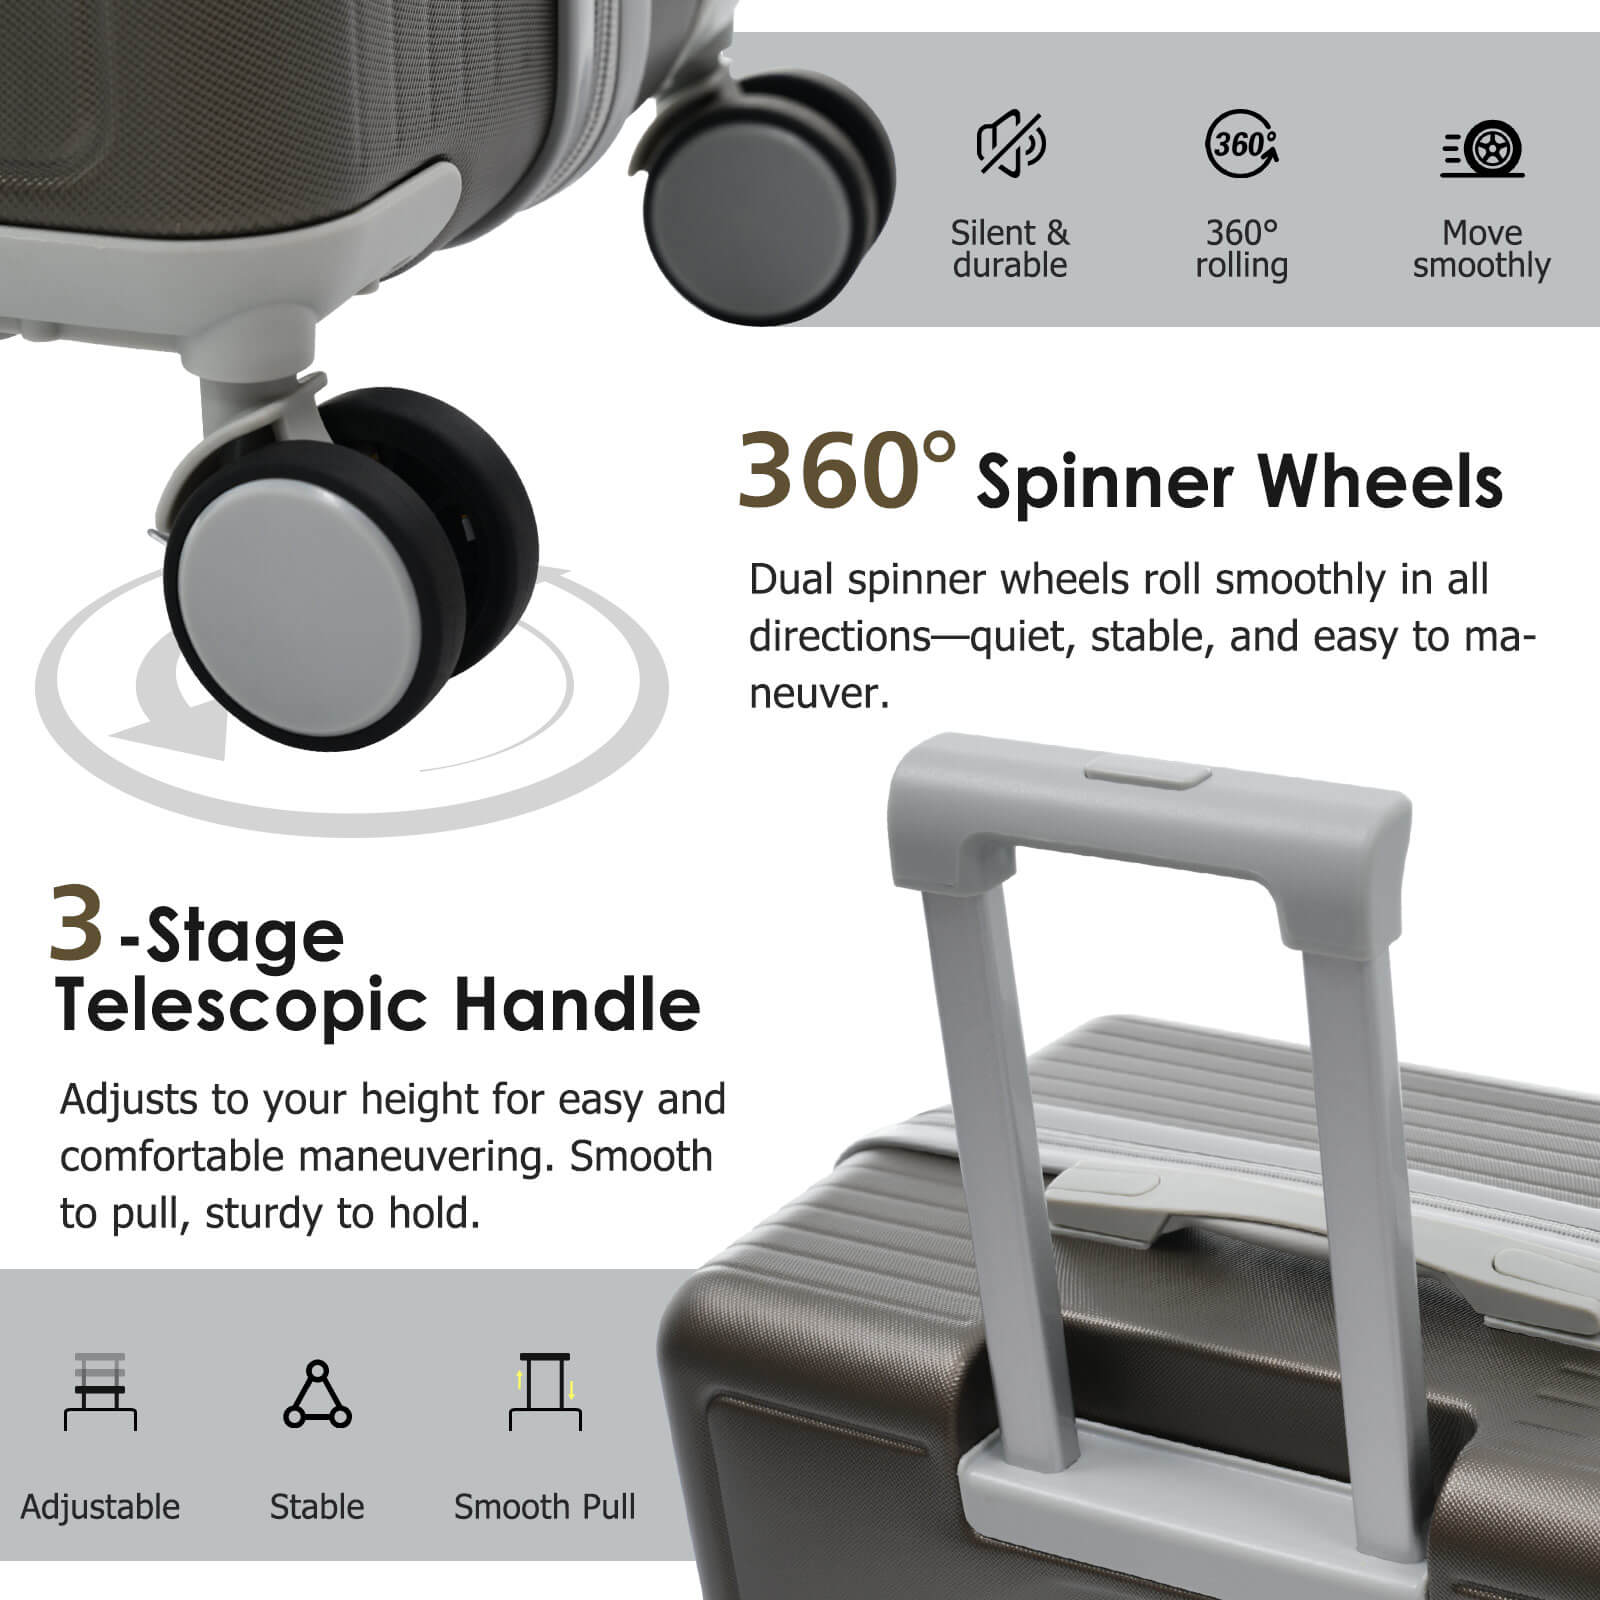 360°
Silent &
durable
360°
rolling
Move
smoothly
360° Spinner Wheels
Dual spinner wheels roll smoothly in all
directions—quiet, stable, and easy to ma-
neuver.
3-Stage
Telescopic Handle
Adjusts to your height for easy and
comfortable maneuvering. Smooth
to pull, sturdy to hold.
Adjustable
Stable
Smooth Pull